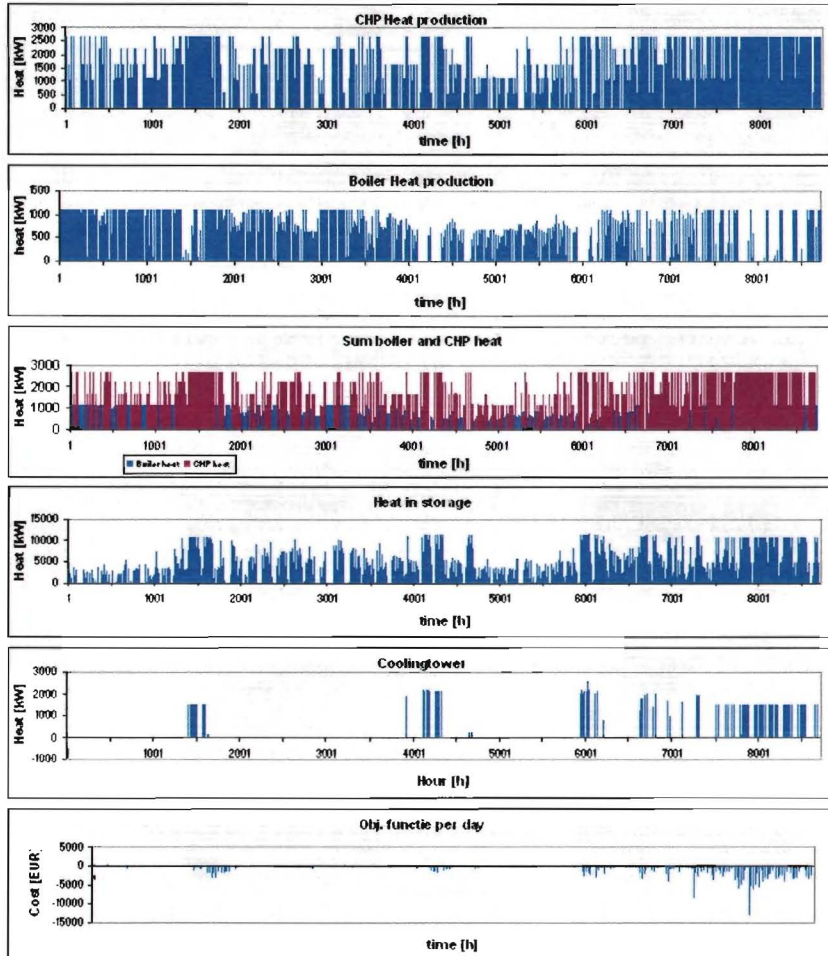 CHP Heat production
3000
2500
2000
1500
1000
500
0
Heat [kW]
1 1001 2001 3001 4001 5001 6001 7001 8001
time [h]
Boiler Heat production
1500
1000
500
0
heat [kW]
1 1001 2001 3001 4001 5001 6001 7001 8001
time [h]
Sum boiler and CHP heat
3000
2000
1000
0
Heat [kW]
1 1001 2001 3001 4001 5001 6001 7001 8001
Boiler heat CHP heat
time [h]
Heat in storage
15000
10000
5000
0
Heat [kW]
1 1001 2001 3001 4001 5001 6001 7001 8001
time [h]
Coolingtower
3000
2000
1000
0
-1000
Heat [kW]
1 1001 2001 3001 4001 5001 6001 7001 8001
Hour [h]
Obj. functie per day
5000
0
-5000
-10000
-15000
Cost [EUR]
time [h]